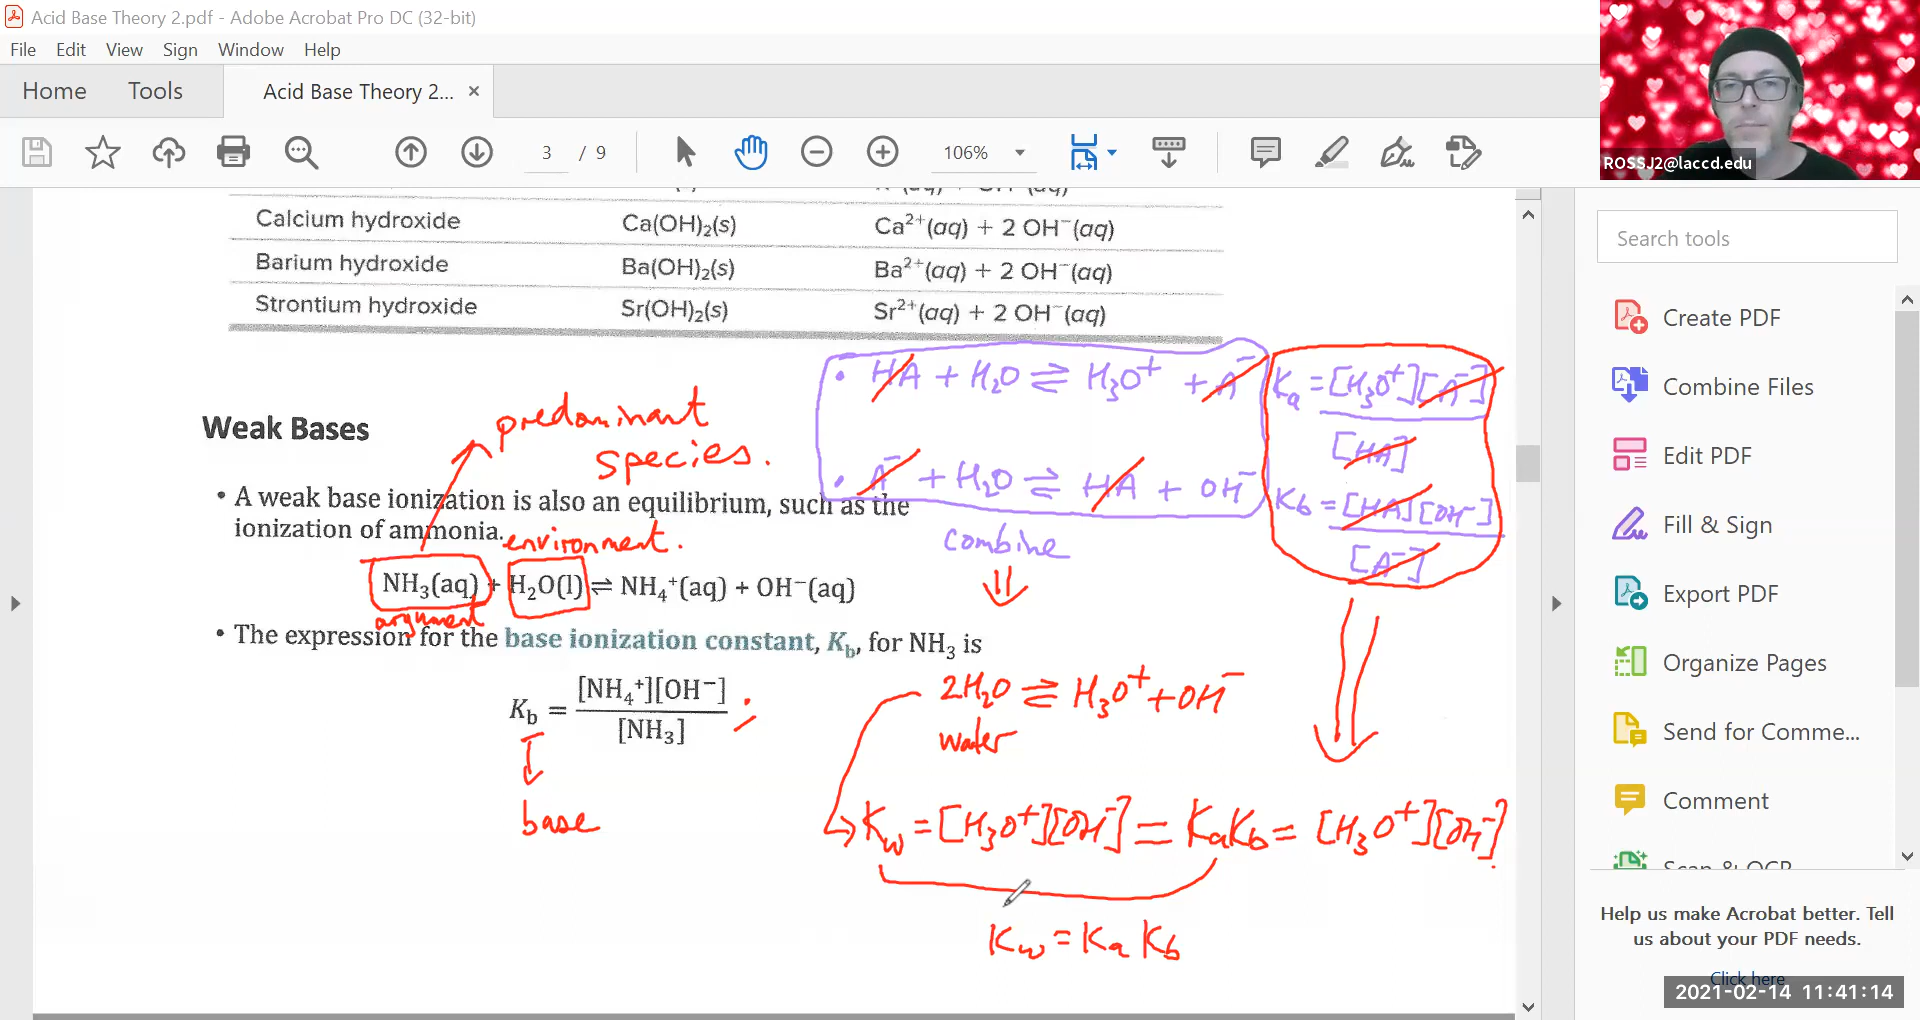 Acid Base Theory 2.pdf - Adobe Acrobat Pro DC (32-bit)
File Edit View Sign Window Help
Home Tools Acid Base Theory 2... ×
3 / 9 106%
ROSSJ2@laccd.edu
Calcium hydroxide Ca(OH)₂(s) Ca²⁺(aq) + 2 OH⁻(aq)
Barium hydroxide Ba(OH)₂(s) Ba²⁺(aq) + 2 OH⁻(aq)
Strontium hydroxide Sr(OH)₂(s) Sr²⁺(aq) + 2 OH⁻(aq)
• HA + H₂O ⇌ H₃O⁺ + A⁻
Ka = [H₃O⁺][A⁻]
[HA]
• A⁻ + H₂O ⇌ HA + OH⁻
Kb = [HA][OH⁻]
[A⁻]
combine
Weak Bases
predominant
species.
• A weak base ionization is also an equilibrium, such as the
ionization of ammonia.
environment.
NH₃(aq) + H₂O(l) ⇌ NH₄⁺(aq) + OH⁻(aq)
argument
• The expression for the base ionization constant, Kb, for NH₃ is
Kb = [NH₄⁺][OH⁻]
[NH₃]
;
base
2H₂O ⇌ H₃O⁺ + OH⁻
water
Kw = [H₃O⁺][OH⁻] = KaKb = [H₃O⁺][OH⁻]
Kw = Ka Kb
Search tools
Create PDF
Combine Files
Edit PDF
Fill & Sign
Export PDF
Organize Pages
Send for Comme...
Comment
Scan & OCR
Help us make Acrobat better. Tell
us about your PDF needs.
Click here
2021-02-14 11:41:14